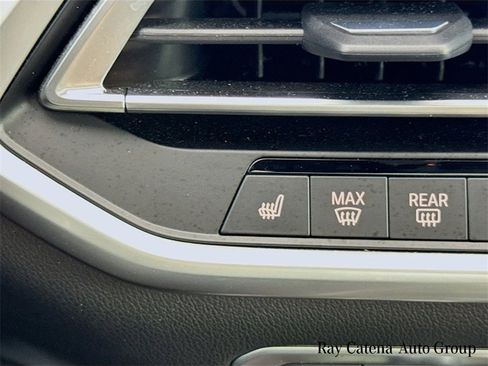 MAX REAR
Ray Catena Auto Group